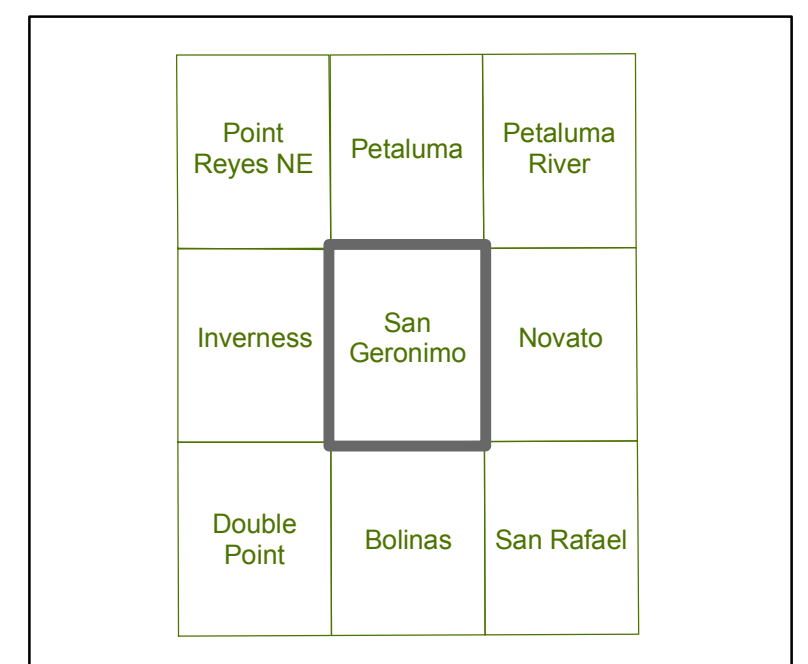 Point
Reyes NE
Petaluma
Petaluma
River
Inverness
San
Geronimo
Novato
Double
Point
Bolinas
San Rafael